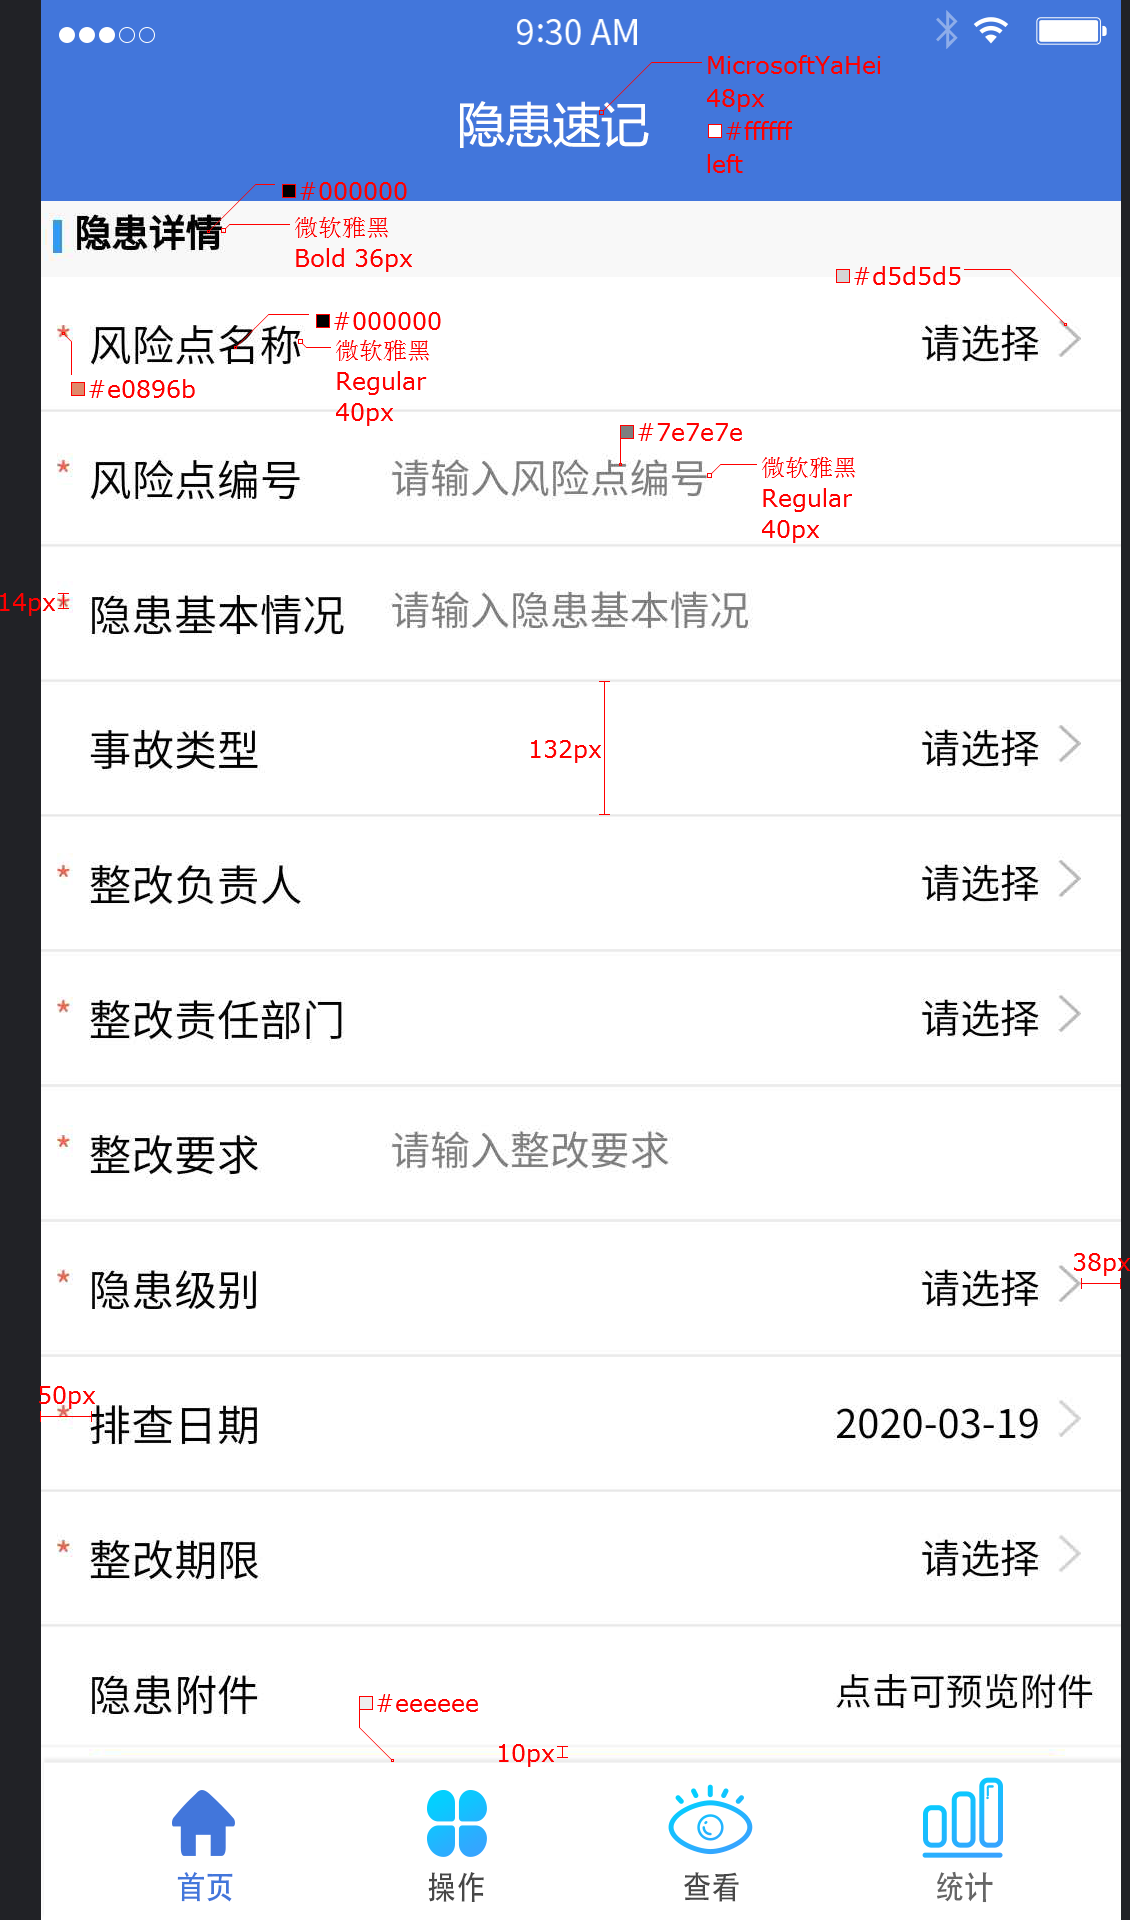 9:30 AM
MicrosoftYaHei
48px
#ffffff
left
隐患速记
#000000
隐患详情
微软雅黑
Bold 36px
#d5d5d5
* 风险点名称
#000000
微软雅黑
Regular
40px
请选择
#e0896b
#7e7e7e
* 风险点编号
请输入风险点编号
微软雅黑
Regular
40px
14px
* 隐患基本情况
请输入隐患基本情况
事故类型
132px
请选择
* 整改负责人
请选择
* 整改责任部门
请选择
* 整改要求
请输入整改要求
38px
* 隐患级别
请选择
50px
* 排查日期
2020-03-19
* 整改期限
请选择
隐患附件
点击可预览附件
#eeeeee
10px
首页
操作
查看
统计